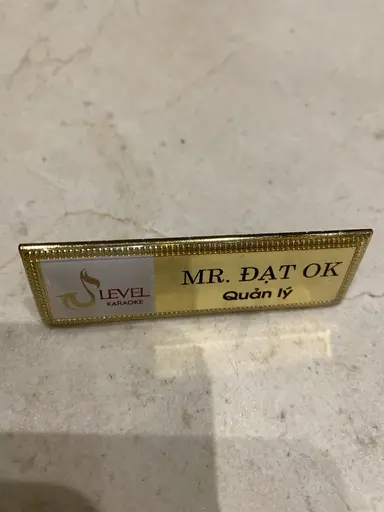 LEVEL
KARAOKE
MR. ĐẠT OK
Quản lý